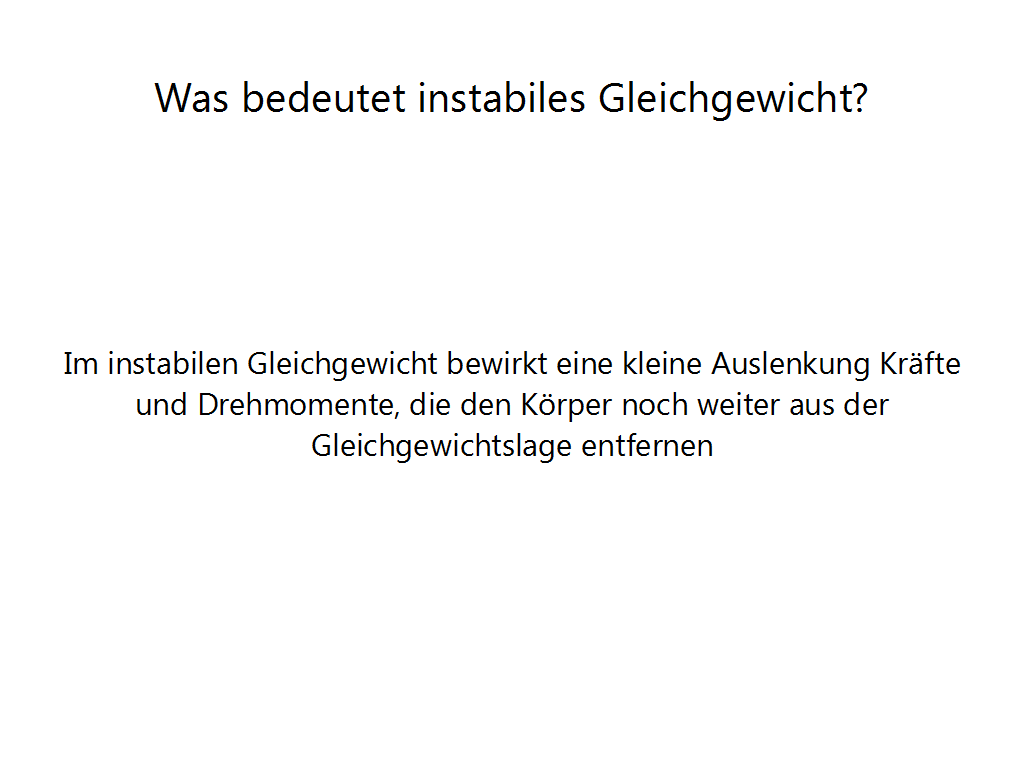 Was bedeutet instabiles Gleichgewicht?
Im instabilen Gleichgewicht bewirkt eine kleine Auslenkung Kräfte
und Drehmomente, die den Körper noch weiter aus der
Gleichgewichtslage entfernen